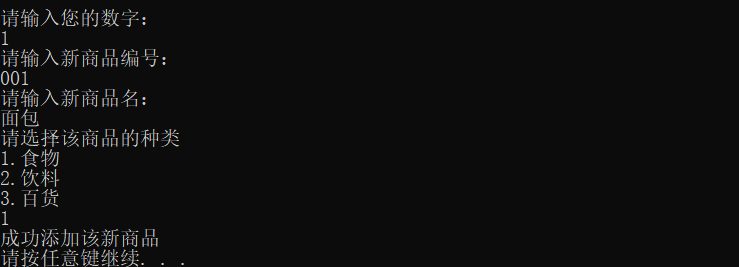 请输入您的数字：
1
请输入新商品编号：
001
请输入新商品名：
面包
请选择该商品的种类
1.食物
2.饮料
3.百货
1
成功添加该新商品
请按任意键继续. . .